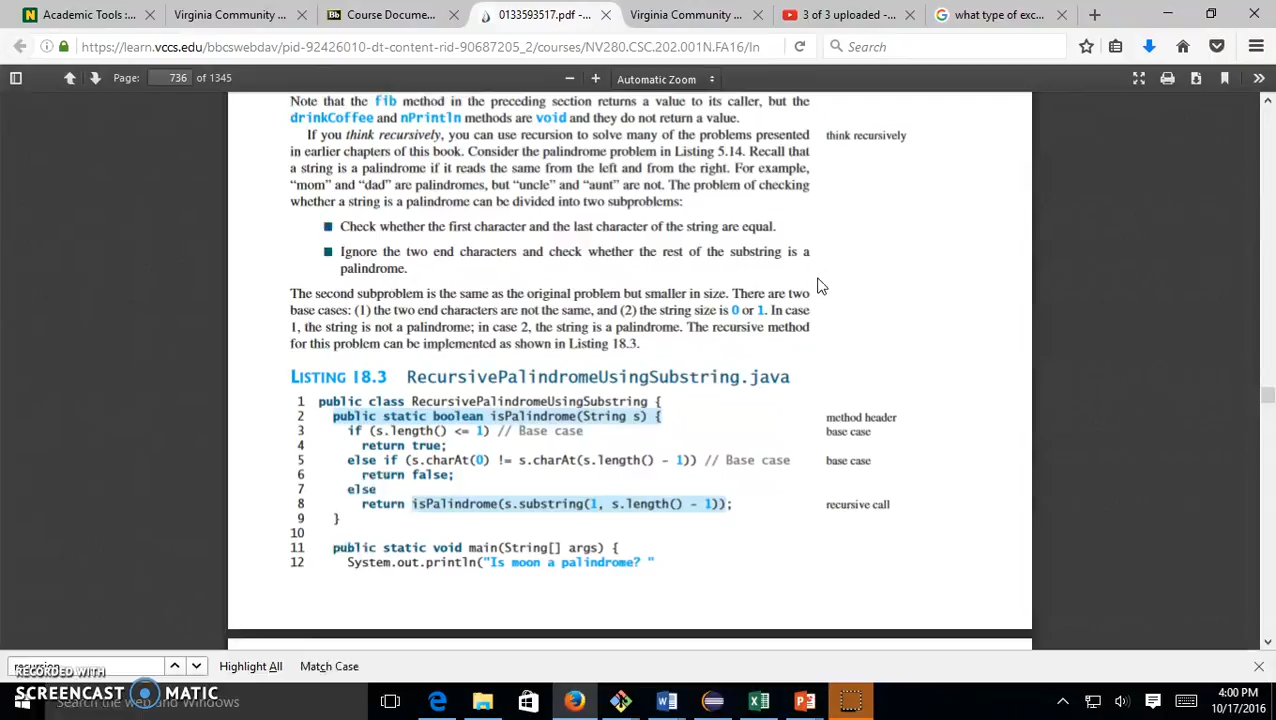 Academic Tools :...
Virginia Community ...
Course Documen...
0133593517.pdf - ...
Virginia Community ...
3 of 3 uploaded - ...
what type of exc...
https://learn.vccs.edu/bbcswebdav/pid-92426010-dt-content-rid-90687205_2/courses/NV280.CSC.202.001N.FA16/In
Search
Page: 736 of 1345
Automatic Zoom
Note that the fib method in the preceding section returns a value to its caller, but the
drinkCoffee and nPrintln methods are void and they do not return a value.
If you think recursively, you can use recursion to solve many of the problems presented
think recursively
in earlier chapters of this book. Consider the palindrome problem in Listing 5.14. Recall that
a string is a palindrome if it reads the same from the left and from the right. For example,
“mom” and “dad” are palindromes, but “uncle” and “aunt” are not. The problem of checking
whether a string is a palindrome can be divided into two subproblems:
■ Check whether the first character and the last character of the string are equal.
■ Ignore the two end characters and check whether the rest of the substring is a
palindrome.
The second subproblem is the same as the original problem but smaller in size. There are two
base cases: (1) the two end characters are not the same, and (2) the string size is 0 or 1. In case
1, the string is not a palindrome; in case 2, the string is a palindrome. The recursive method
for this problem can be implemented as shown in Listing 18.3.
LISTING 18.3 RecursivePalindromeUsingSubstring.java
1 public class RecursivePalindromeUsingSubstring {
2 public static boolean isPalindrome(String s) {
method header
3 if (s.length() <= 1) // Base case
base case
4 return true;
5 else if (s.charAt(0) != s.charAt(s.length() - 1)) // Base case
base case
6 return false;
7 else
8 return isPalindrome(s.substring(1, s.length() - 1));
recursive call
9 }
10
11 public static void main(String[] args) {
12 System.out.println("Is moon a palindrome? "
recursion
Highlight All
Match Case
RECORDED WITH
SCREENCAST MATIC
Search the web and Windows
4:00 PM
10/17/2016